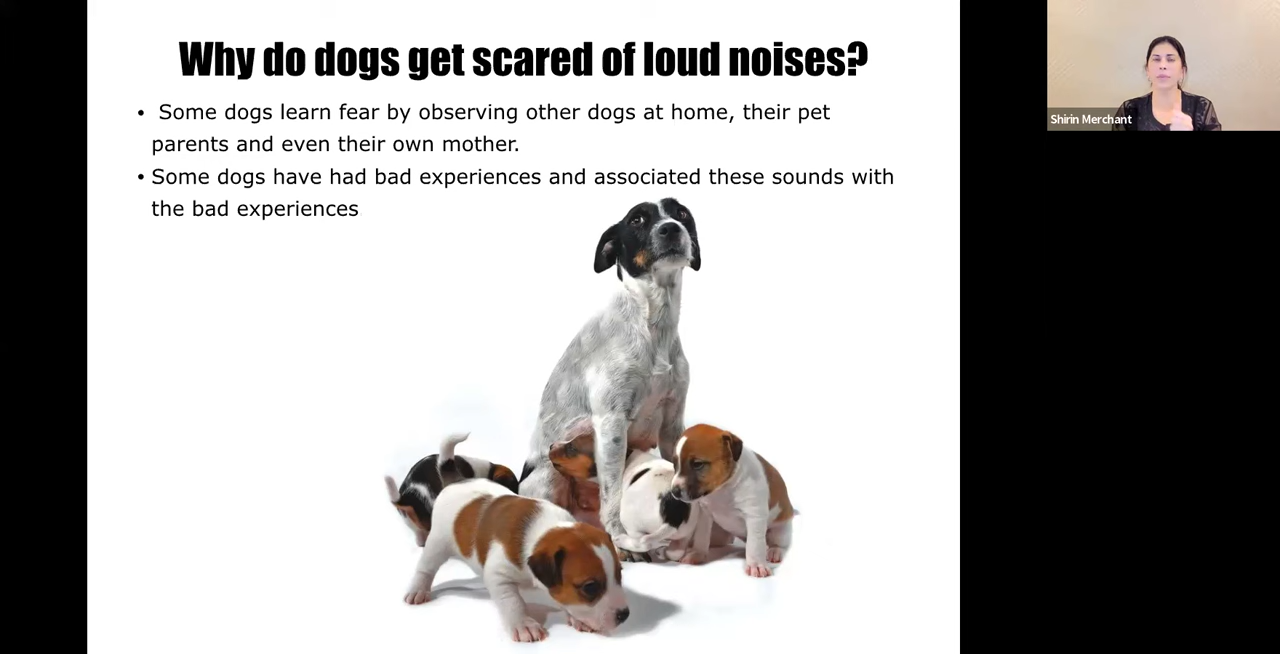 Why do dogs get scared of loud noises?
• Some dogs learn fear by observing other dogs at home, their pet
parents and even their own mother.
• Some dogs have had bad experiences and associated these sounds with
the bad experiences
Shirin Merchant